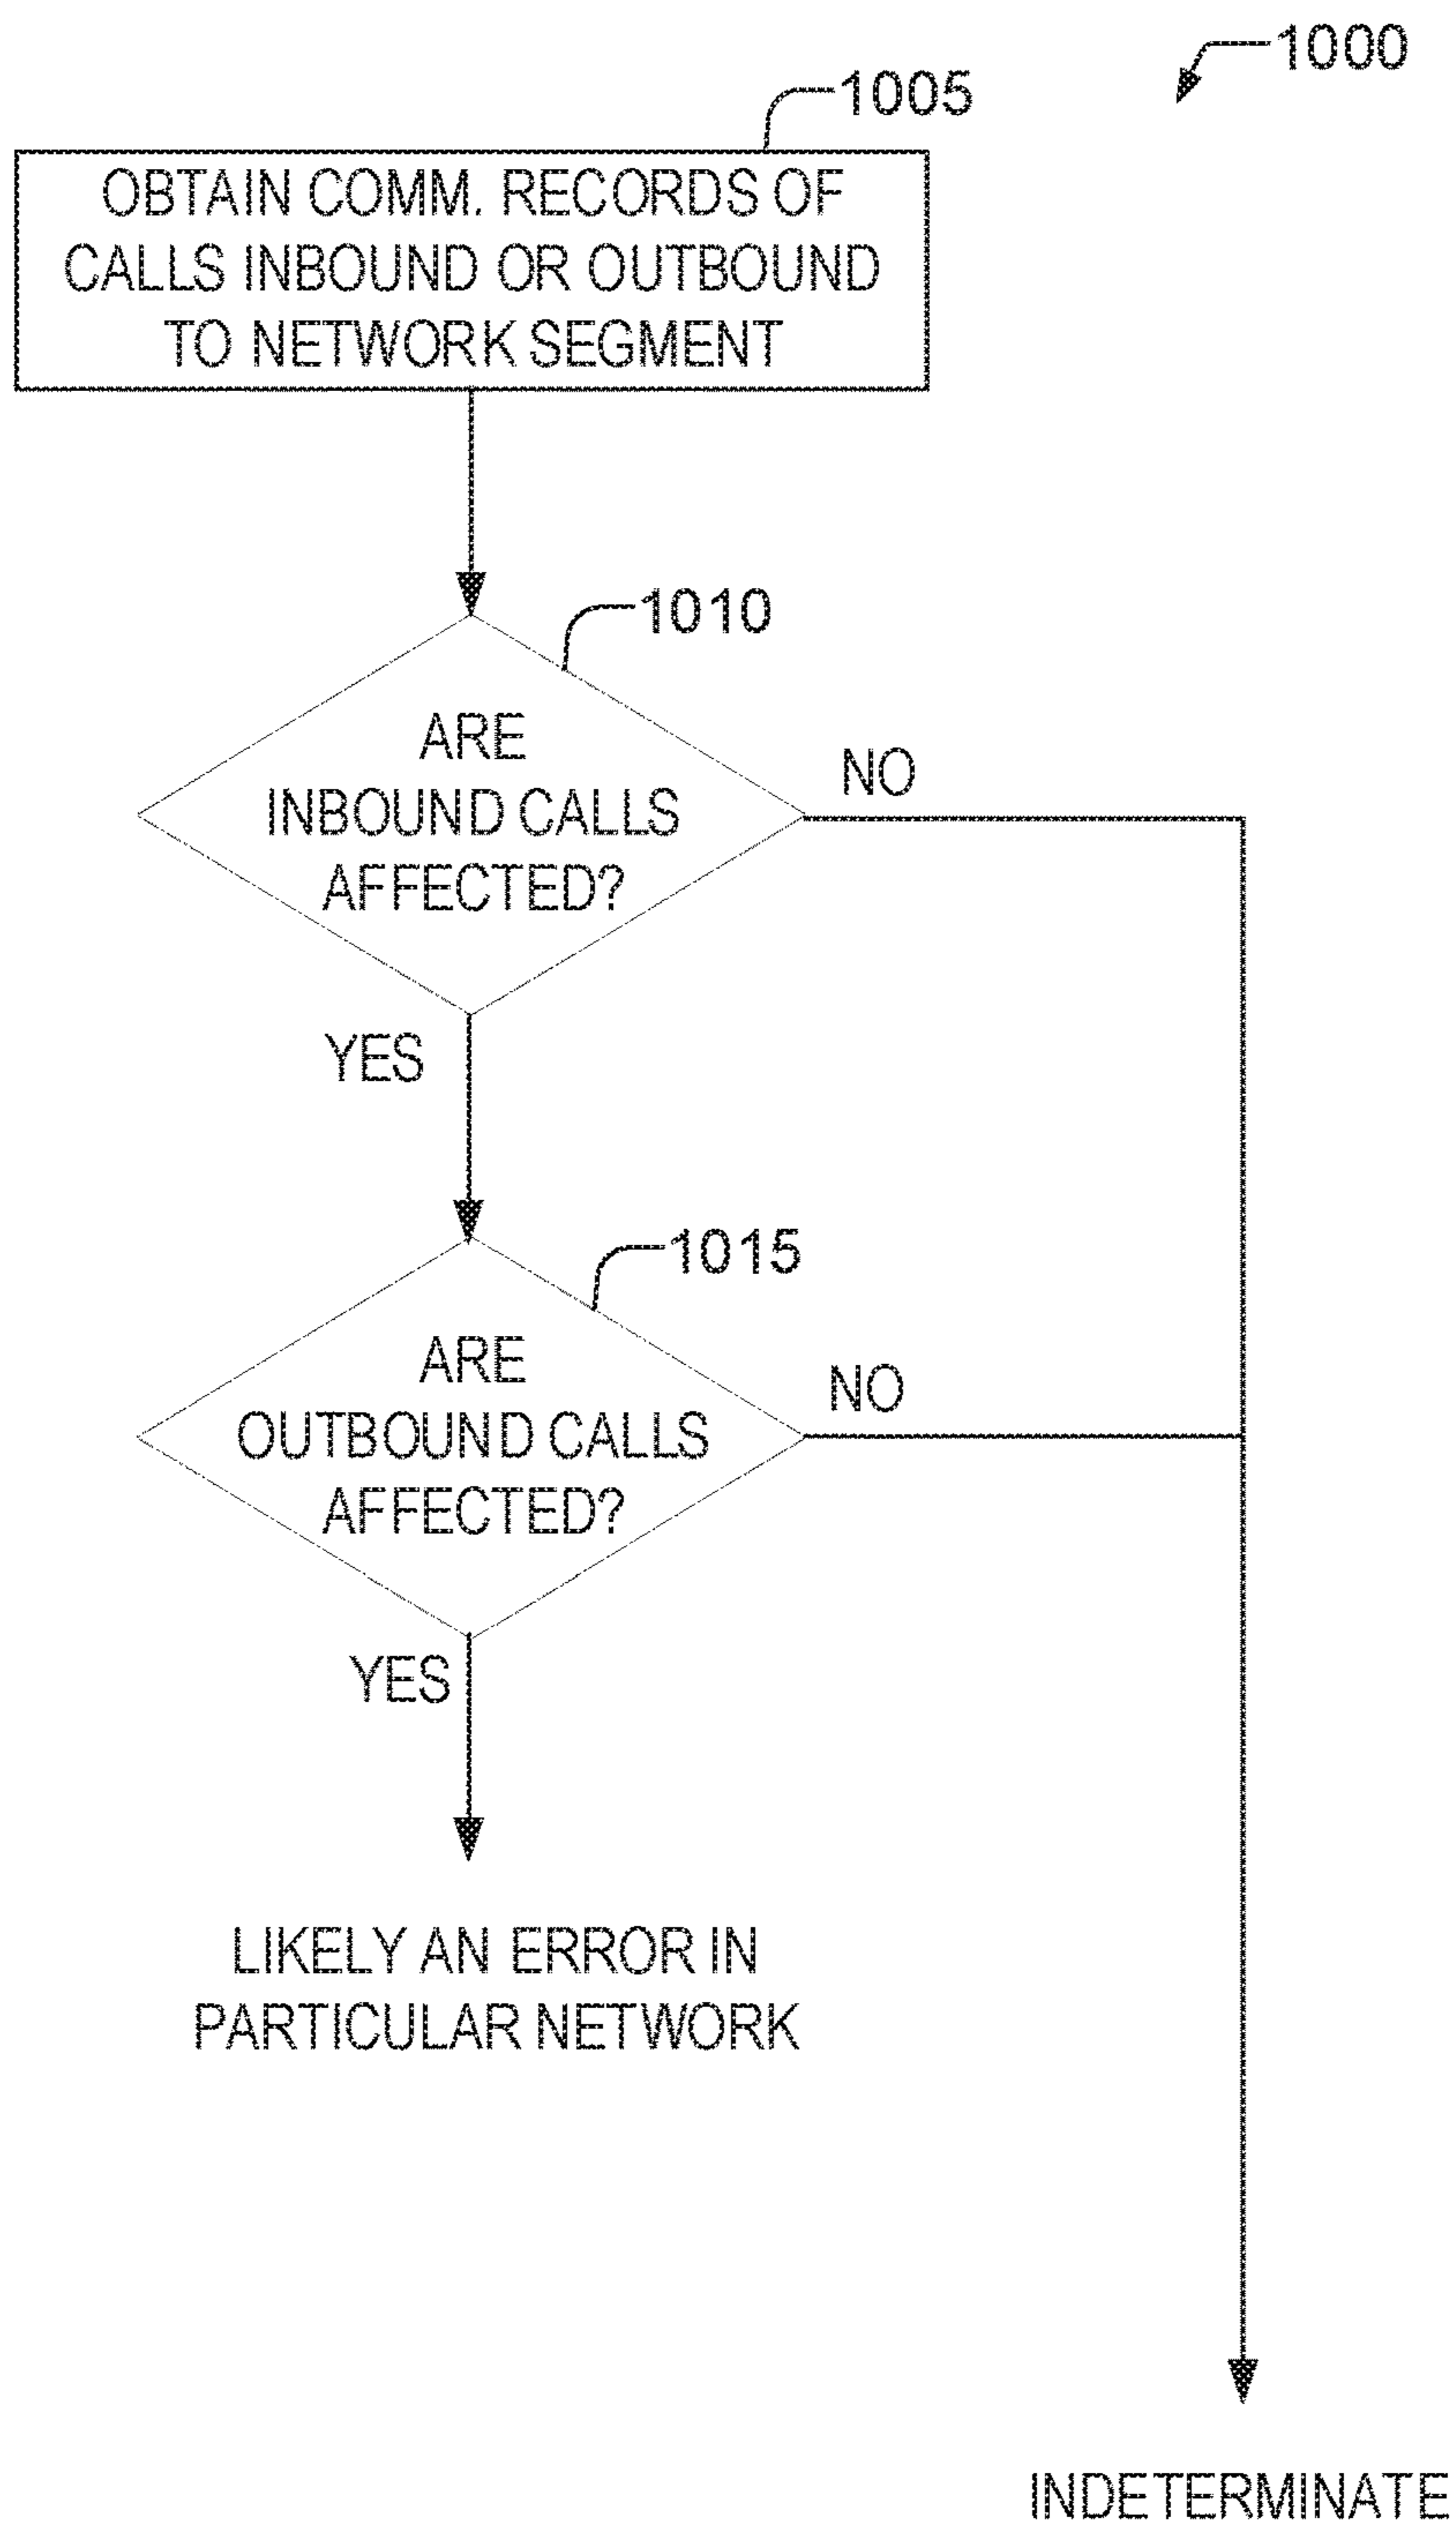 1000
1005
OBTAIN COMM. RECORDS OF
CALLS INBOUND OR OUTBOUND
TO NETWORK SEGMENT
1010
ARE
INBOUND CALLS
AFFECTED?
NO
YES
1015
ARE
OUTBOUND CALLS
AFFECTED?
NO
YES
LIKELY AN ERROR IN
PARTICULAR NETWORK
INDETERMINATE